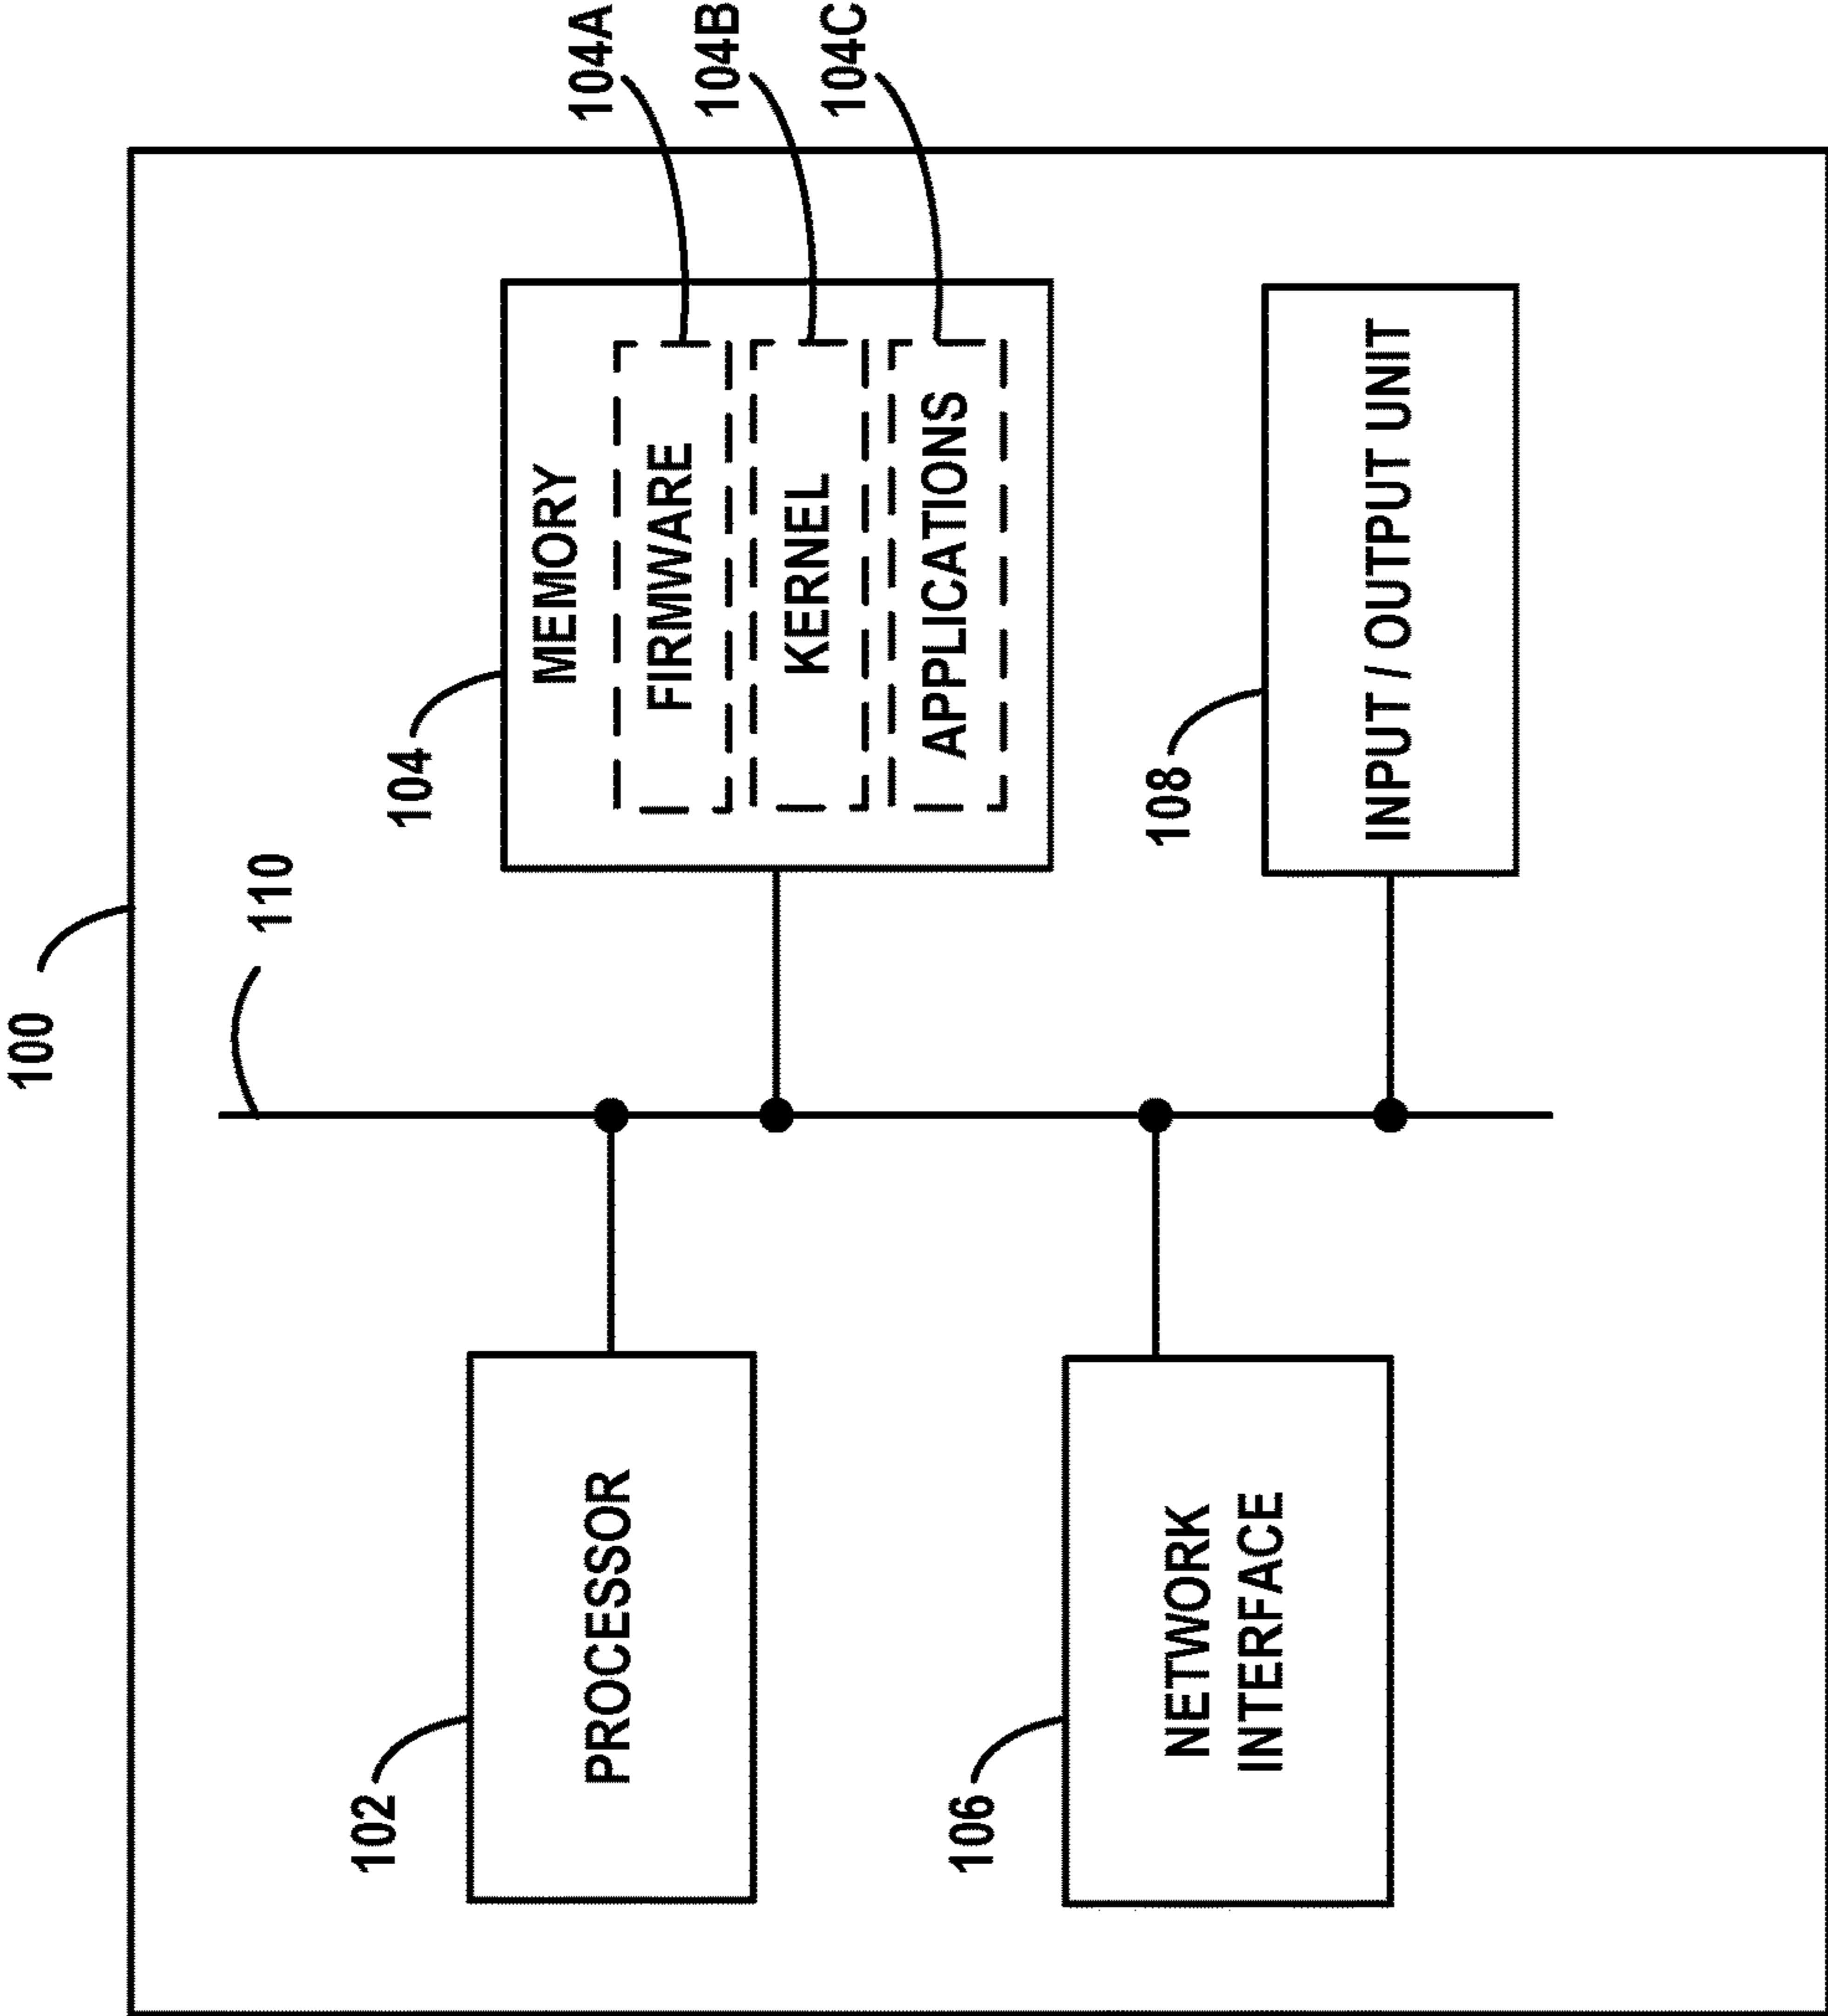 100
110
102
PROCESSOR
104
MEMORY
FIRMWARE
104A
KERNEL
104B
APPLICATIONS
104C
106
NETWORK
INTERFACE
108
INPUT / OUTPUT UNIT